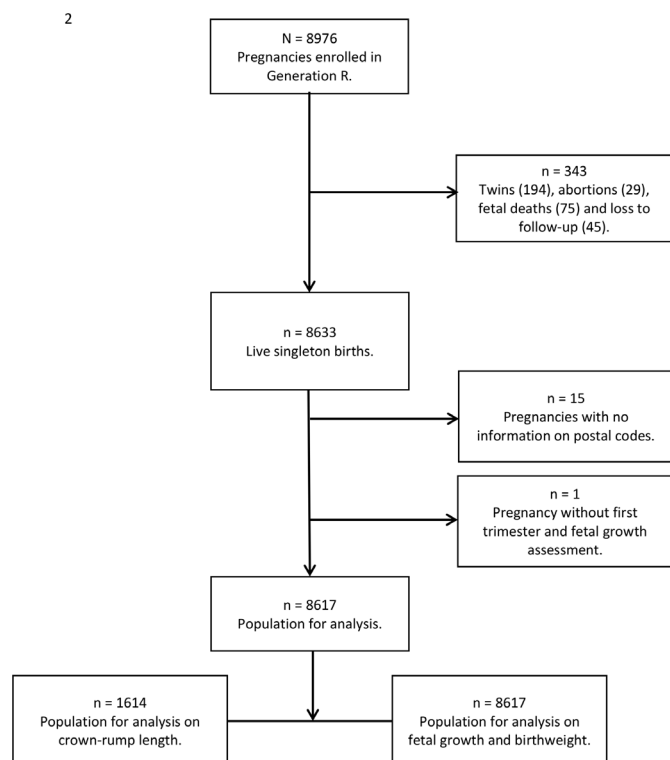 2
N = 8976
Pregnancies enrolled in
Generation R.
n = 343
Twins (194), abortions (29),
fetal deaths (75) and loss to
follow-up (45).
n = 8633
Live singleton births.
n = 15
Pregnancies with no
information on postal codes.
n = 1
Pregnancy without first
trimester and fetal growth
assessment.
n = 8617
Population for analysis.
n = 1614
Population for analysis on
crown-rump length.
n = 8617
Population for analysis on
fetal growth and birthweight.